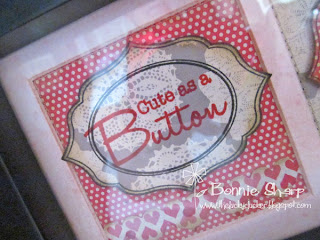 Cute as a
Button
Bonnie Sharp